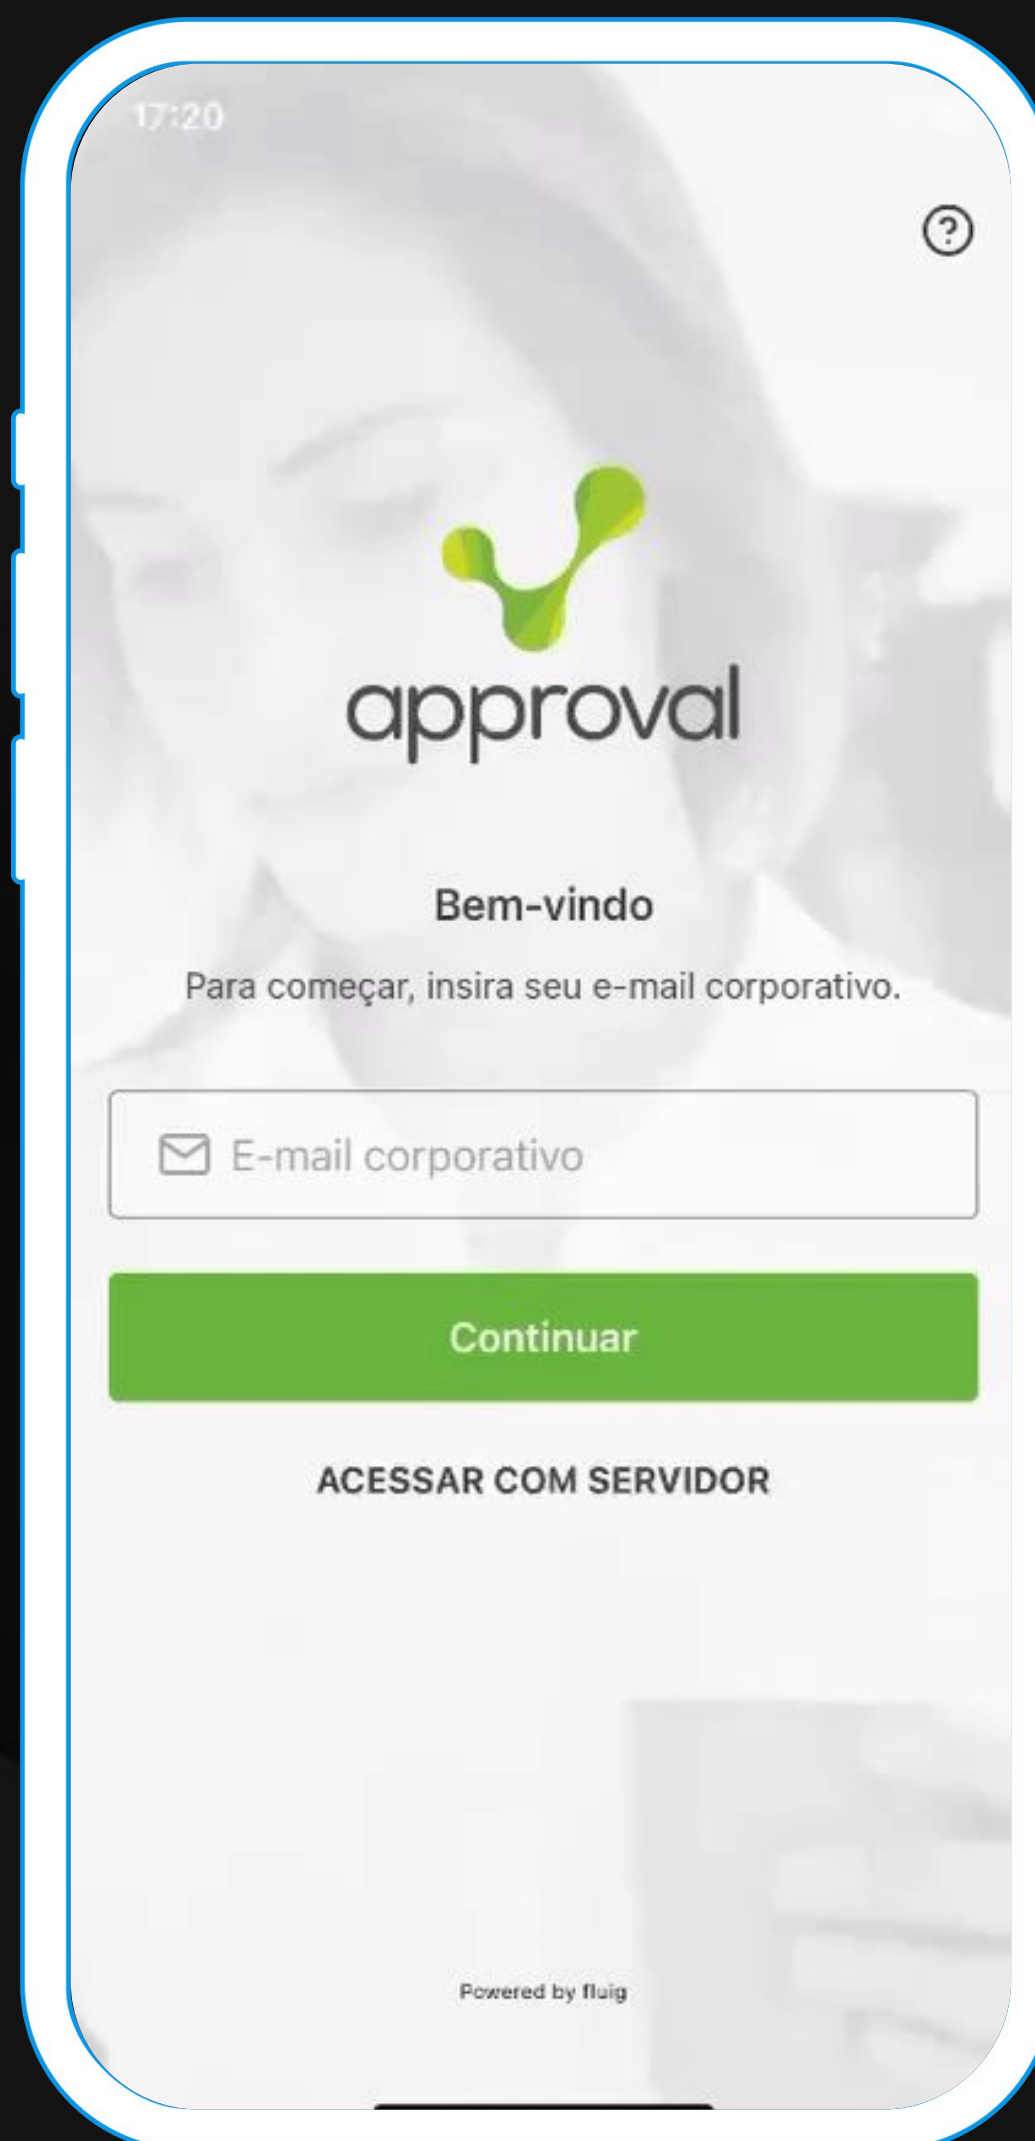 17:20
approval
Bem-vindo
Para começar, insira seu e-mail corporativo.
E-mail corporativo
Continuar
ACESSAR COM SERVIDOR
Powered by fluig